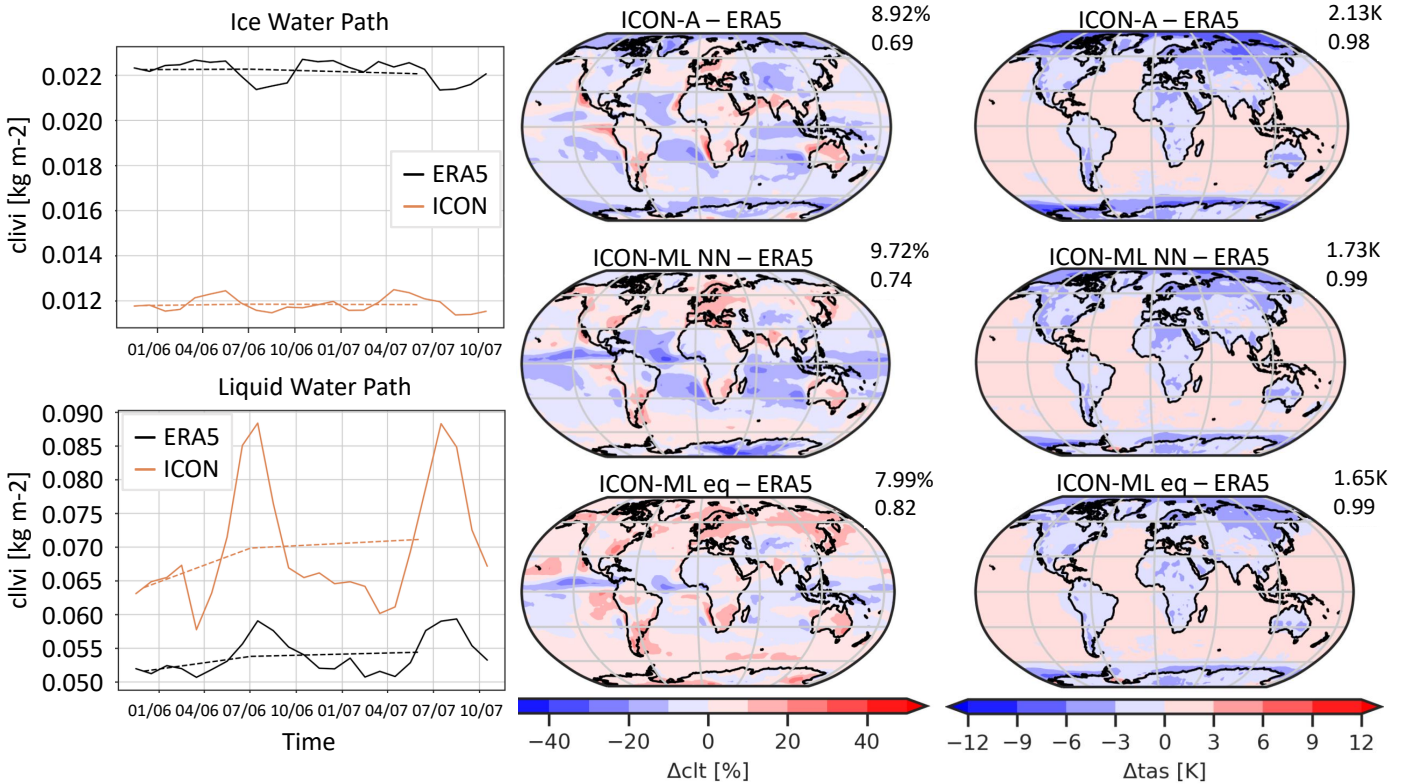 Ice Water Path
clivi [kg m-2]
0.022
0.020
0.018
0.016
0.014
0.012
ERA5
ICON
01/06 04/06 07/06 10/06 01/07 04/07 07/07 10/07
Liquid Water Path
cllvi [kg m-2]
0.090
0.085
0.080
0.075
0.070
0.065
0.060
0.055
0.050
ERA5
ICON
01/06 04/06 07/06 10/06 01/07 04/07 07/07 10/07
Time
ICON-A – ERA5
8.92%
0.69
ICON-ML NN – ERA5
9.72%
0.74
ICON-ML eq – ERA5
7.99%
0.82
−40 −20 0 20 40
Δclt [%]
ICON-A – ERA5
2.13K
0.98
ICON-ML NN – ERA5
1.73K
0.99
ICON-ML eq – ERA5
1.65K
0.99
−12 −9 −6 −3 0 3 6 9 12
Δtas [K]